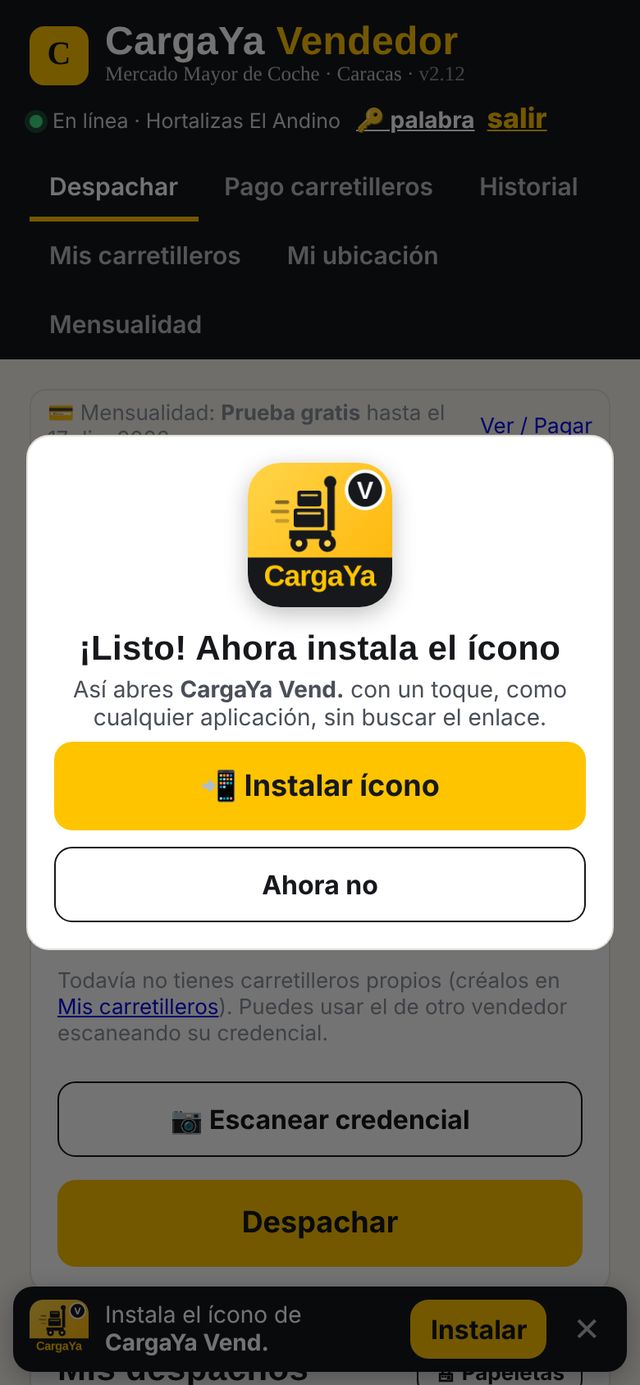 C
CargaYa Vendedor
Mercado Mayor de Coche · Caracas · v2.12
En línea · Hortalizas El Andino 🔑 palabra salir
Despachar Pago carretilleros Historial
Mis carretilleros Mi ubicación
Mensualidad
💳 Mensualidad: Prueba gratis hasta el
Ver / Pagar
V
CargaYa
¡Listo! Ahora instala el ícono
Así abres CargaYa Vend. con un toque, como
cualquier aplicación, sin buscar el enlace.
📲 Instalar ícono
Ahora no
Todavía no tienes carretilleros propios (créalos en
Mis carretilleros). Puedes usar el de otro vendedor
escaneando su credencial.
📷 Escanear credencial
Despachar
V
CargaYa
Instala el ícono de
CargaYa Vend.
Instalar ✕
Mis despachos
Papeletas